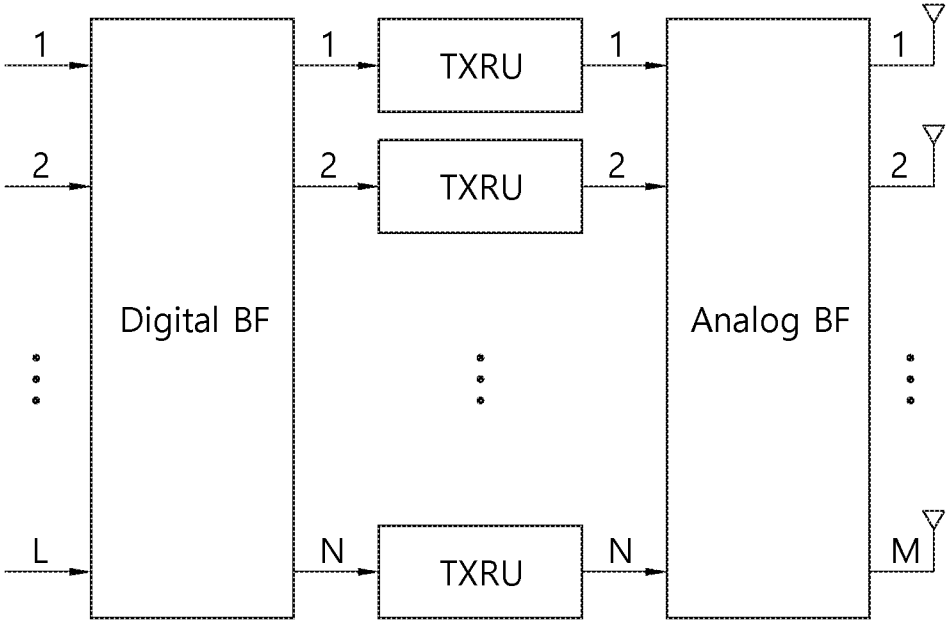 1 1 TXRU 1 1
2 2 TXRU 2 2
Digital BF Analog BF
L N TXRU N M